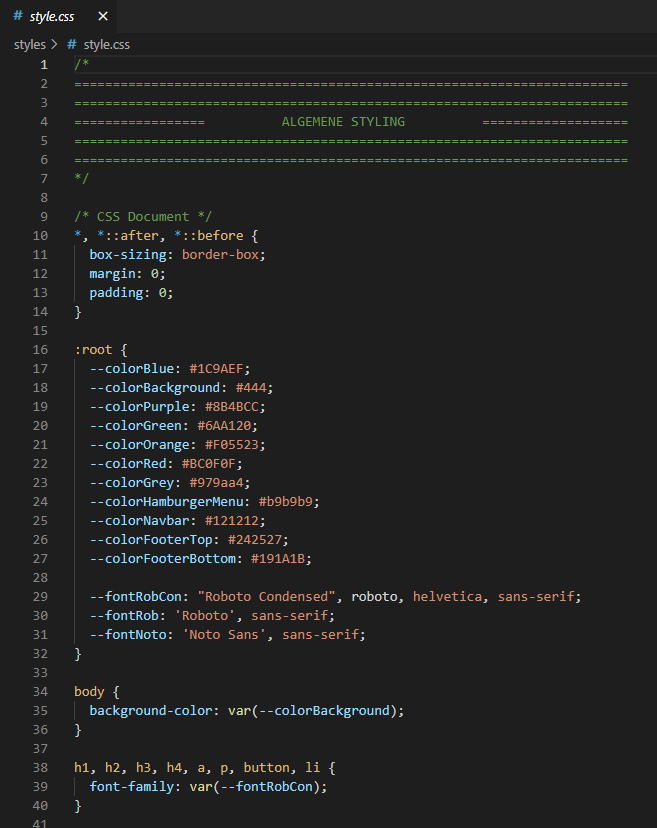 # style.css ×
styles > # style.css
1 /*
2 ========================================================================
3 ========================================================================
4 =================          ALGEMENE STYLING          ===================
5 ========================================================================
6 ========================================================================
7 */
8
9 /* CSS Document */
10 *, *::after, *::before {
11   box-sizing: border-box;
12   margin: 0;
13   padding: 0;
14 }
15
16 :root {
17   --colorBlue: #1C9AEF;
18   --colorBackground: #444;
19   --colorPurple: #8B4BCC;
20   --colorGreen: #6AA120;
21   --colorOrange: #F05523;
22   --colorRed: #BC0F0F;
23   --colorGrey: #979aa4;
24   --colorHamburgerMenu: #b9b9b9;
25   --colorNavbar: #121212;
26   --colorFooterTop: #242527;
27   --colorFooterBottom: #191A1B;
28
29   --fontRobCon: "Roboto Condensed", roboto, helvetica, sans-serif;
30   --fontRob: 'Roboto', sans-serif;
31   --fontNoto: 'Noto Sans', sans-serif;
32 }
33
34 body {
35   background-color: var(--colorBackground);
36 }
37
38 h1, h2, h3, h4, a, p, button, li {
39   font-family: var(--fontRobCon);
40 }
41